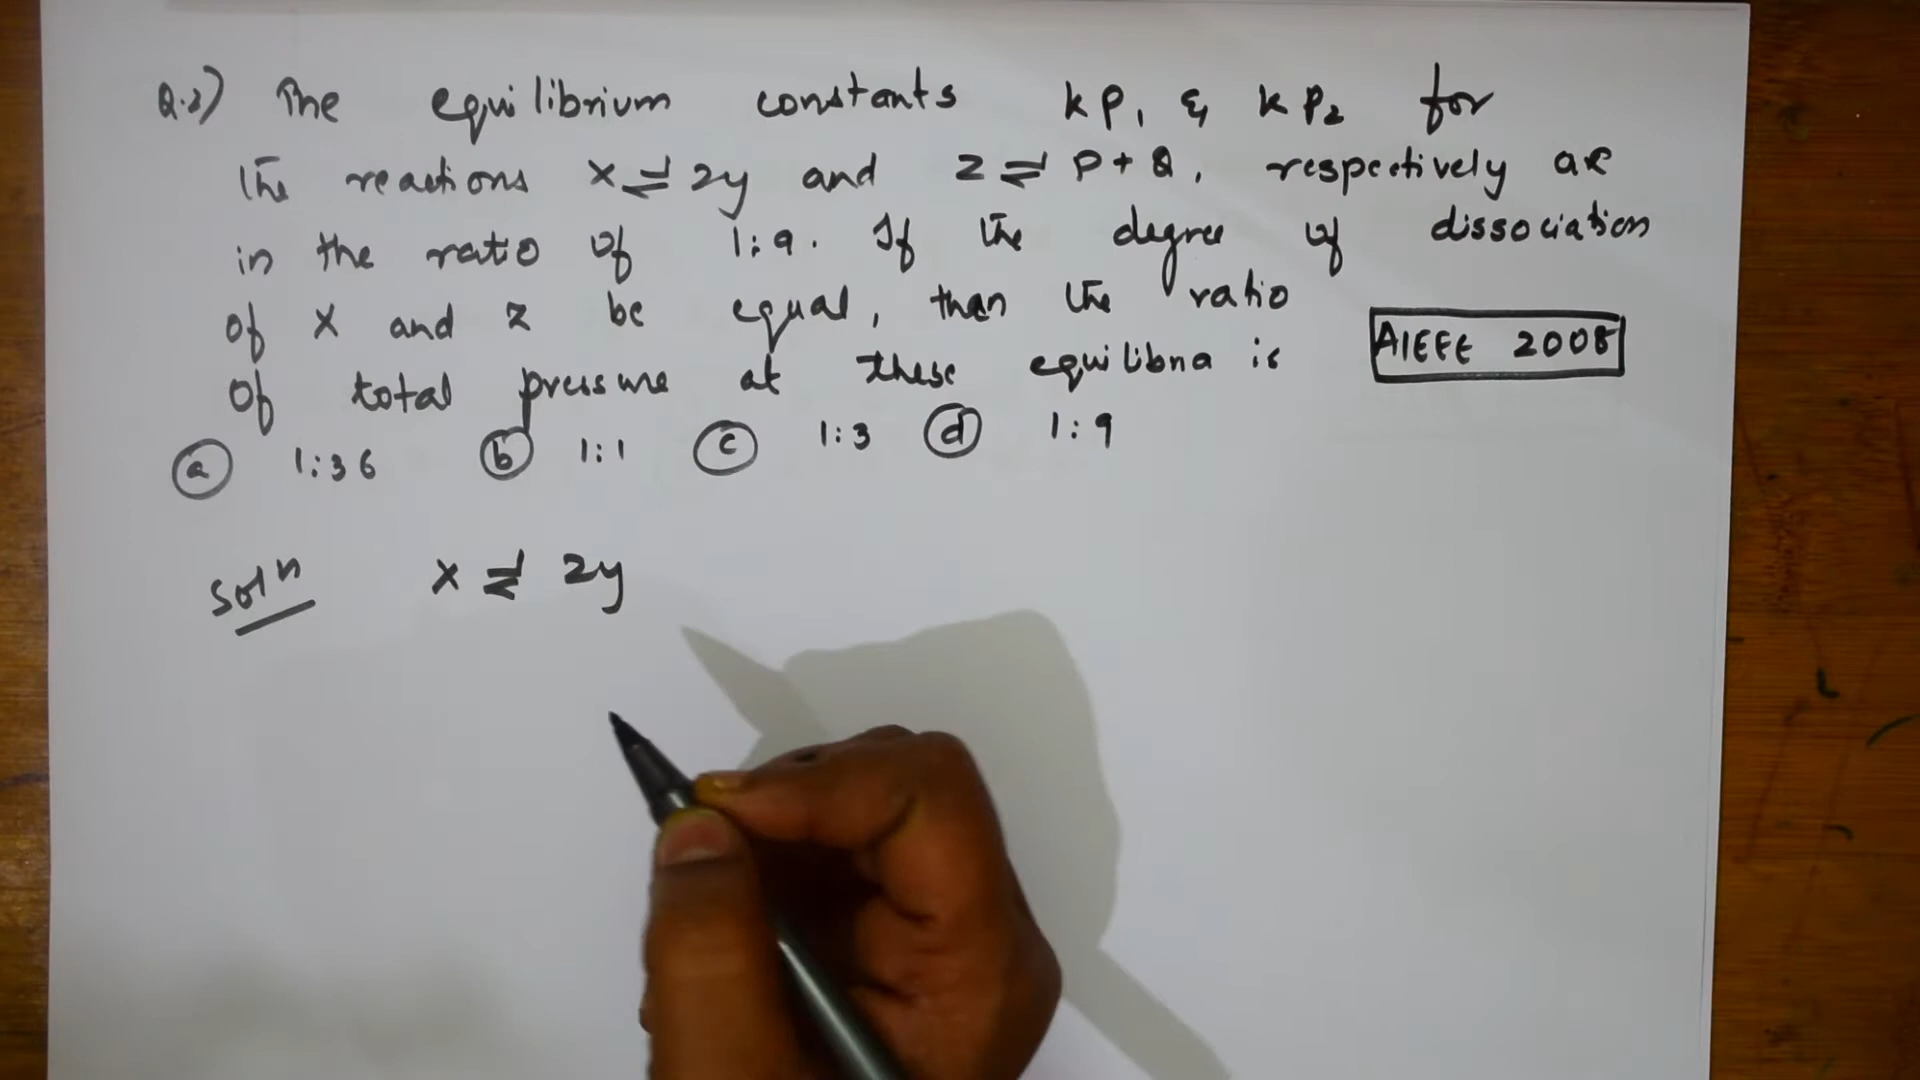 Q.2) The equilibrium constants kp₁ & kp₂ for
the reactions x ⇌ 2y and z ⇌ P + Q, respectively are
in the ratio of 1:9. If the degree of dissociation
of X and z be equal, then the ratio
of total pressure at these equilibria is
AIEEE 2008
(a) 1:36 (b) 1:1 (c) 1:3 (d) 1:9
Soln x ⇌ 2y